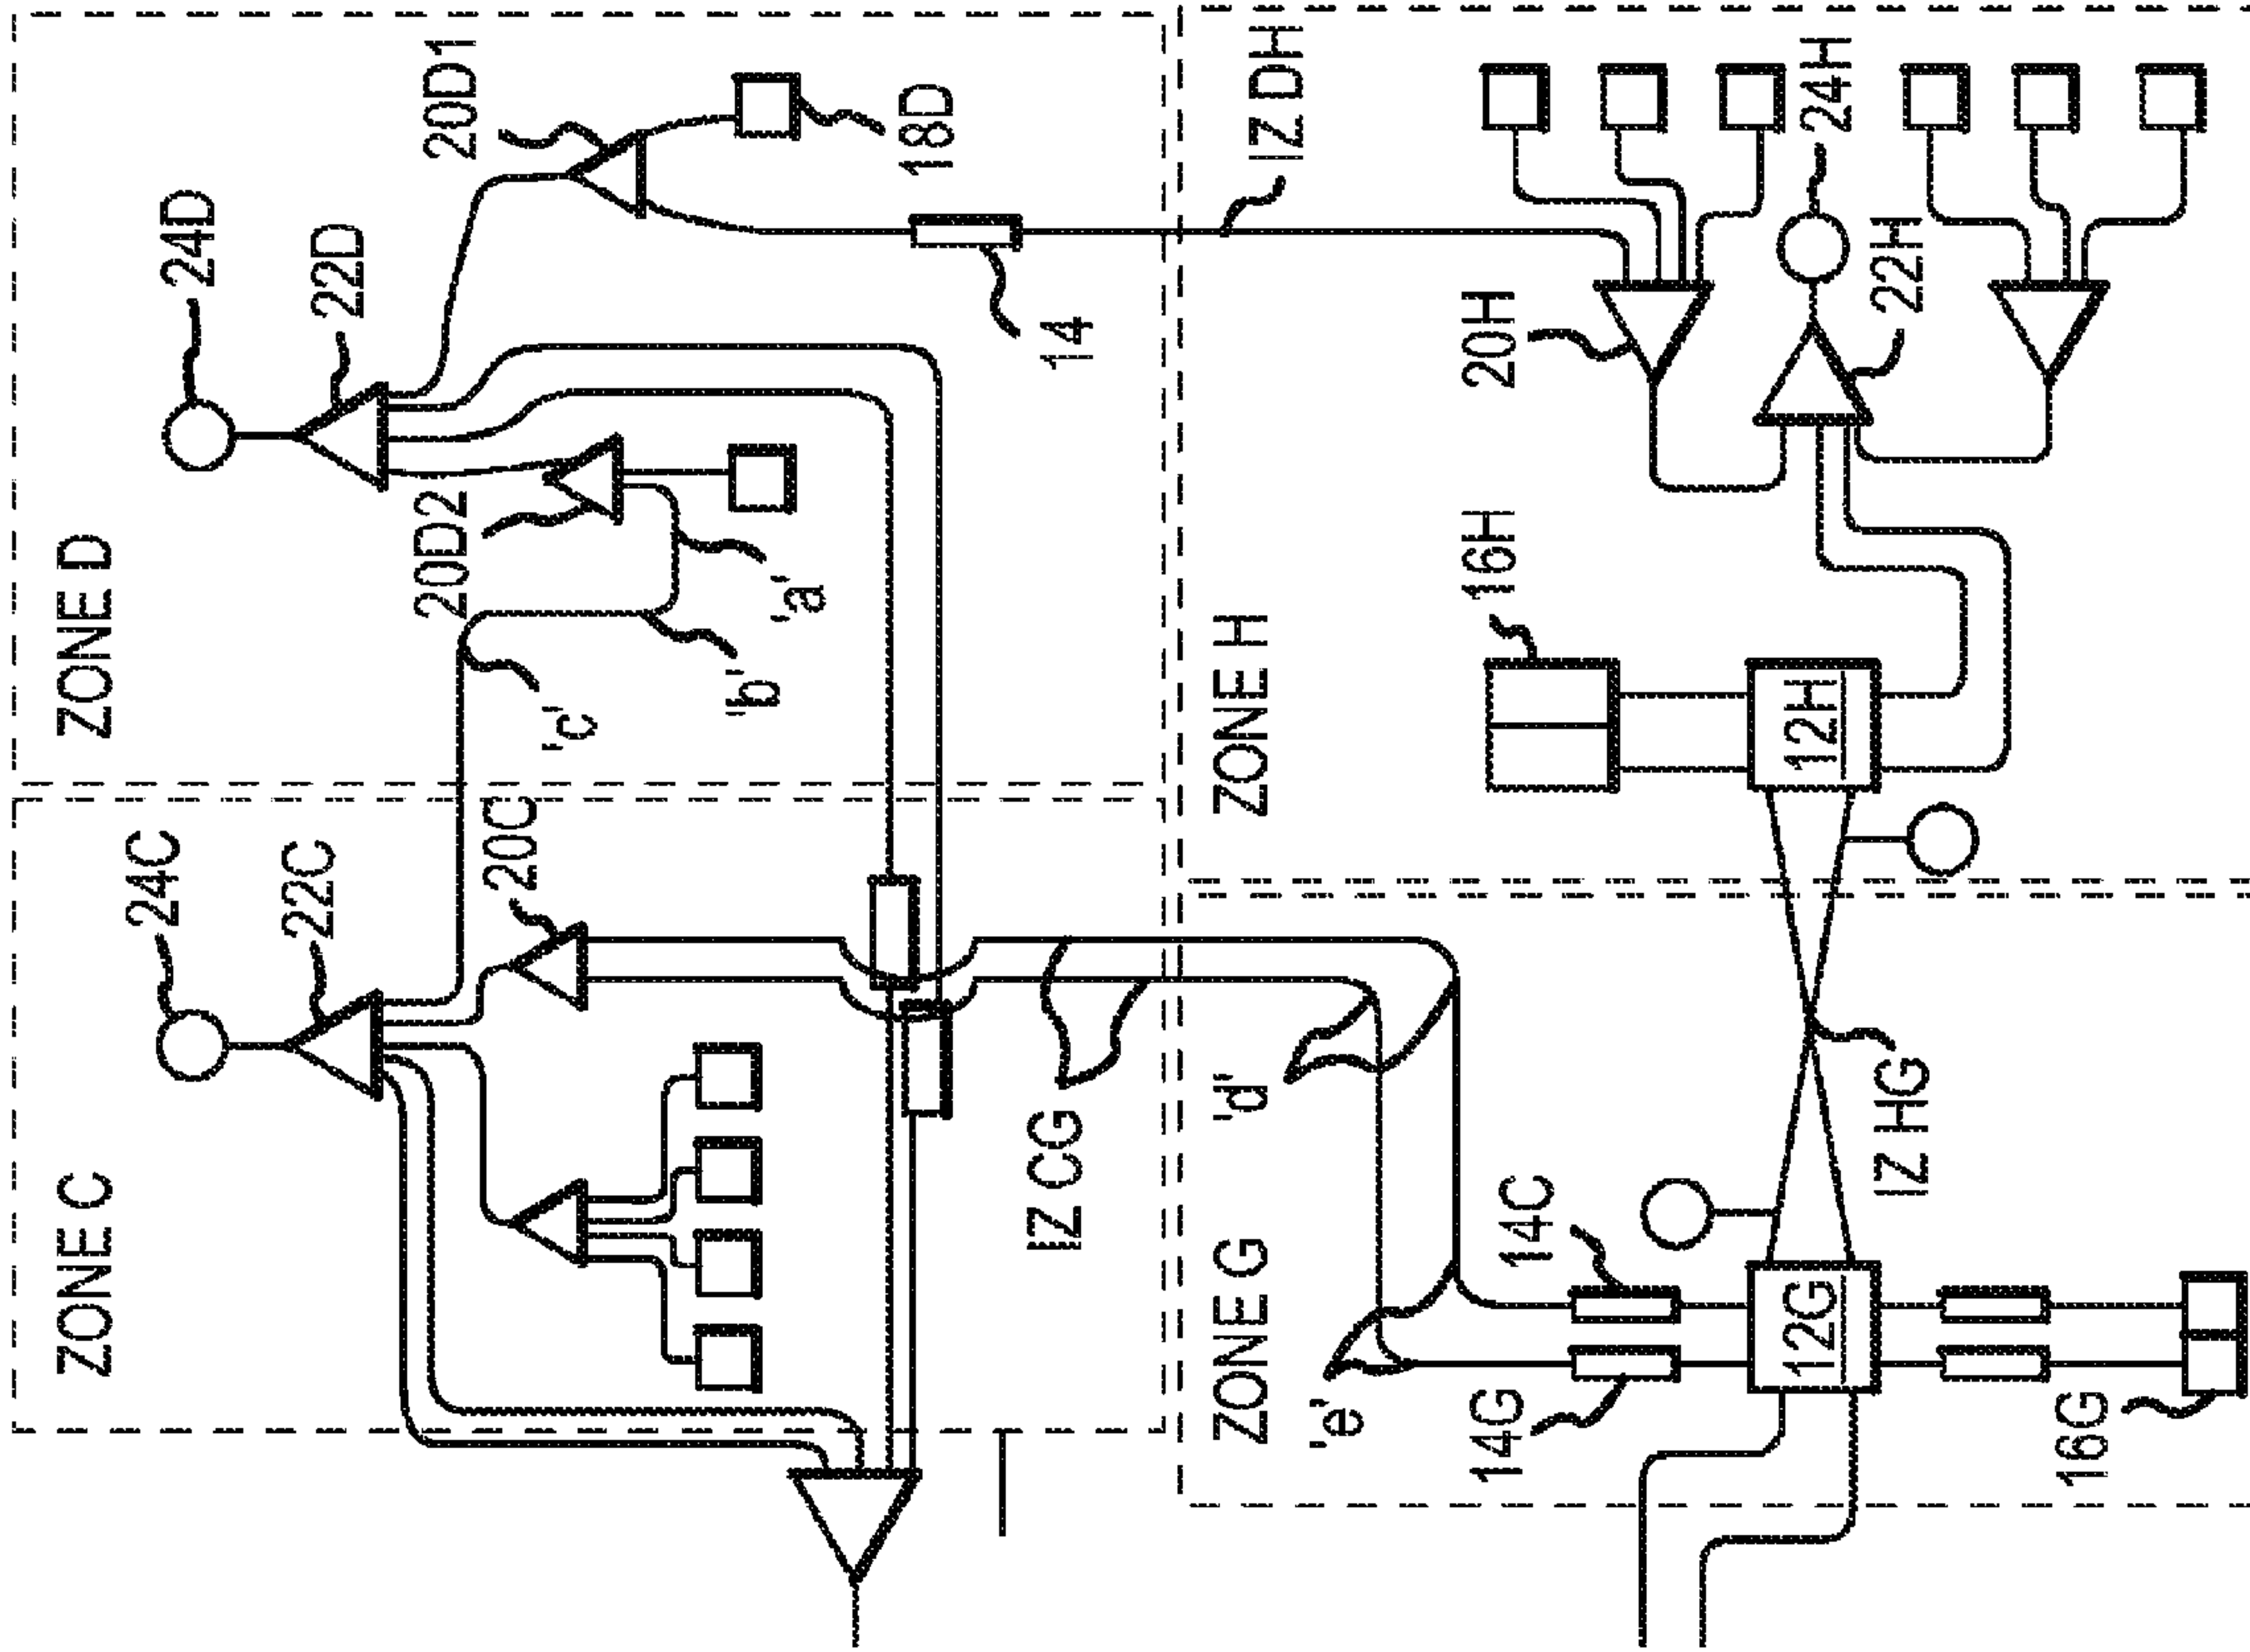 ZONE C
24C
22C
20C
IZ CG
ZONE D
24D
22D
20D1
20D2
18D
14
'a'
'b'
'c'
ZONE G
'd'
'e'
14C
14G
12G
16G
IZ HG
ZONE H
IZ DH
16H
12H
20H
22H
24H